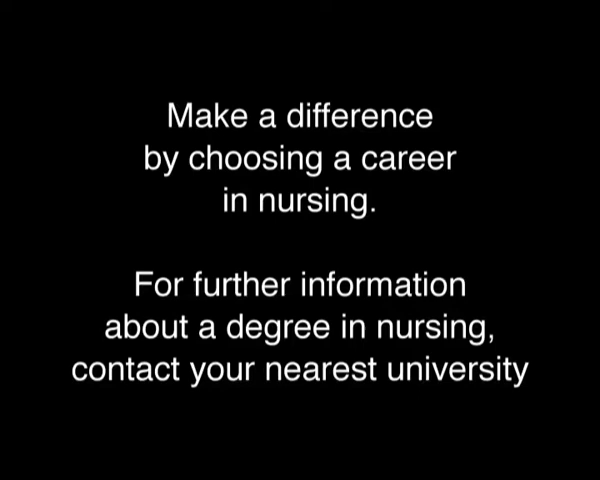 Make a difference
by choosing a career
in nursing.
For further information
about a degree in nursing,
contact your nearest university